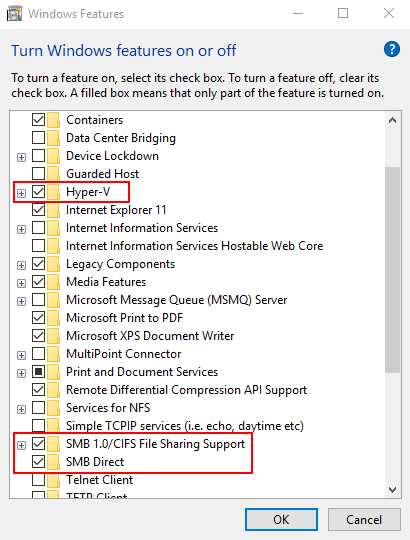 Windows Features
Turn Windows features on or off
To turn a feature on, select its check box. To turn a feature off, clear its
check box. A filled box means that only part of the feature is turned on.
Containers
Data Center Bridging
Device Lockdown
Guarded Host
Hyper-V
Internet Explorer 11
Internet Information Services
Internet Information Services Hostable Web Core
Legacy Components
Media Features
Microsoft Message Queue (MSMQ) Server
Microsoft Print to PDF
Microsoft XPS Document Writer
MultiPoint Connector
Print and Document Services
Remote Differential Compression API Support
Services for NFS
Simple TCPIP services (i.e. echo, daytime etc)
SMB 1.0/CIFS File Sharing Support
SMB Direct
Telnet Client
TFTP Client
OK
Cancel